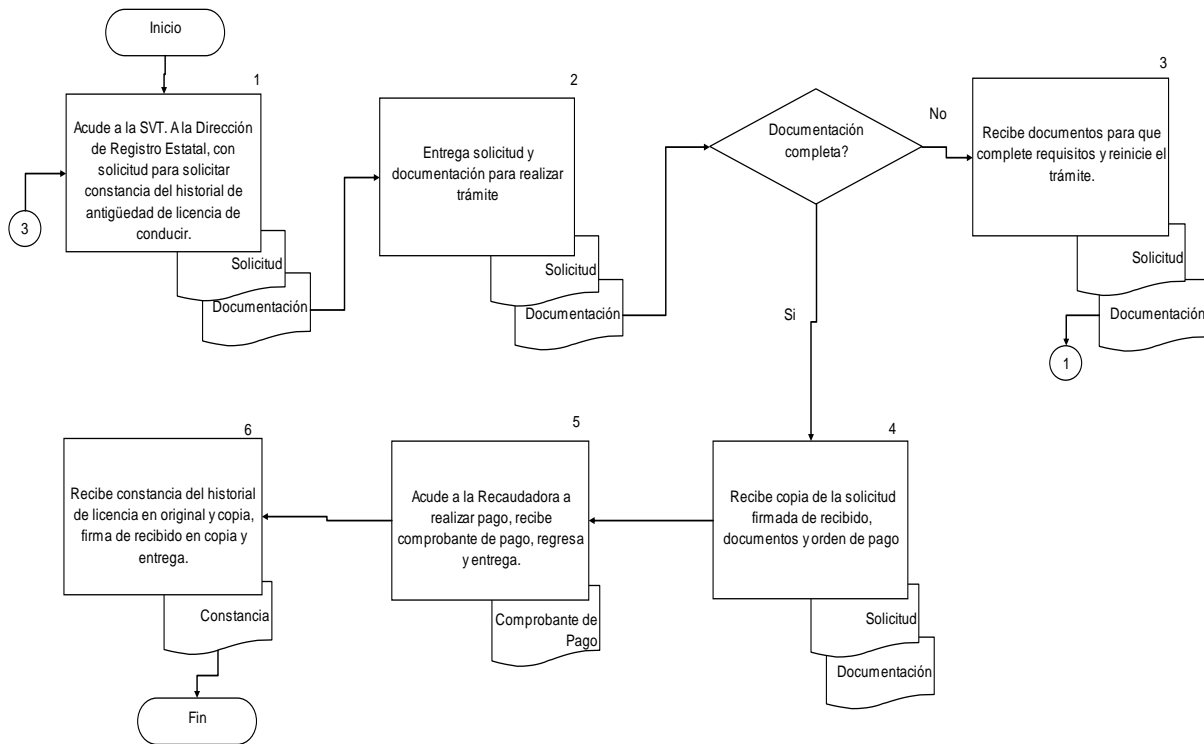 Inicio
1
Acude a la SVT. A la Dirección
de Registro Estatal, con
solicitud para solicitar
constancia del historial de
antigüedad de licencia de
conducir.
3
Solicitud
Documentación
2
Entrega solicitud y
documentación para realizar
trámite
Solicitud
Documentación
Documentación
completa?
No
Si
3
Recibe documentos para que
complete requisitos y reinicie el
trámite.
Solicitud
Documentación
1
4
Recibe copia de la solicitud
firmada de recibido,
documentos y orden de pago
Solicitud
Documentación
5
Acude a la Recaudadora a
realizar pago, recibe
comprobante de pago, regresa
y entrega.
Comprobante de
Pago
6
Recibe constancia del historial
de licencia en original y copia,
firma de recibido en copia y
entrega.
Constancia
Fin